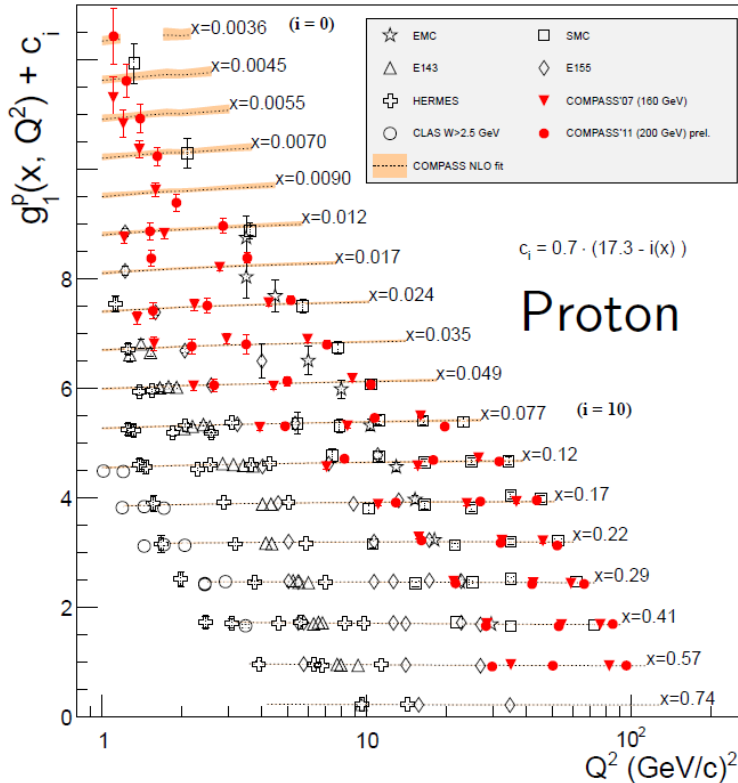 x=0.0036 (i = 0)
x=0.0045
x=0.0055
x=0.0070
x=0.0090
x=0.012
x=0.017
x=0.024
x=0.035
x=0.049
x=0.077 (i = 10)
x=0.12
x=0.17
x=0.22
x=0.29
x=0.41
x=0.57
x=0.74
EMC SMC
E143 E155
HERMES COMPASS'07 (160 GeV)
CLAS W>2.5 GeV COMPASS'11 (200 GeV) prel.
COMPASS NLO fit
cᵢ = 0.7 · (17.3 - i(x) )
Proton
g₁ᵖ(x, Q²) + cᵢ
8
6
4
2
0
1 10 10²
Q² (GeV/c)²